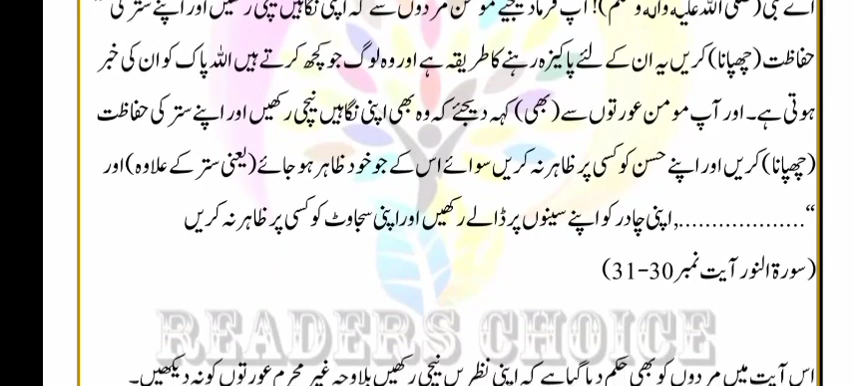 اے نبی (صلی اللہ علیہ والہ وسلم)! آپ فرما دیجئے مومن مردوں سے کہ اپنی نگاہیں نیچی رکھیں اور اپنے ستر کی "
حفاظت (چھپانا) کریں یہ ان کے لئے پاکیزہ رہنے کا طریقہ ہے اور وہ لوگ جو کچھ کرتے ہیں اللہ پاک کو ان کی خبر
ہوتی ہے۔ اور آپ مومن عورتوں سے (بھی) کہہ دیجئے کہ وہ بھی اپنی نگاہیں نیچی رکھیں اور اپنے ستر کی حفاظت
(چھپانا) کریں اور اپنے حسن کو کسی پر ظاہر نہ کریں سوائے اس کے جو خود ظاہر ہو جائے (یعنی ستر کے علاوہ) اور
“...................,اپنی چادر کو اپنے سینوں پر ڈالے رکھیں اور اپنی سجاوٹ کو کسی پر ظاہر نہ کریں
(سورۃ النور آیت نمبر 30-31)
READERS CHOICE
اس آیت میں مردوں کو بھی حکم دیا گیا ہے کہ اپنی نظریں نیچی رکھیں بلاوجہ غیر محرم عورتوں کو نہ دیکھیں۔